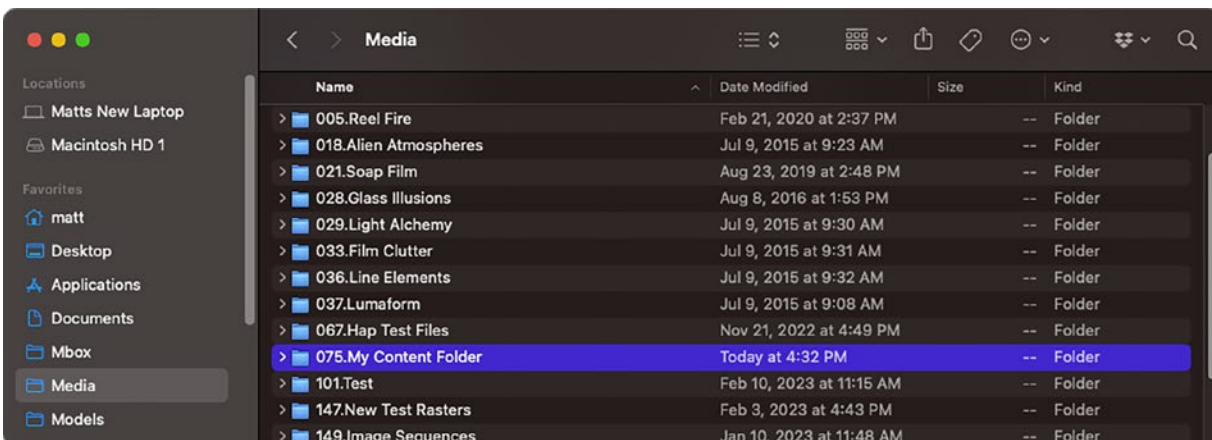 Media
Locations
Matts New Laptop
Macintosh HD 1
Favorites
matt
Desktop
Applications
Documents
Mbox
Media
Models
Name Date Modified Size Kind
005.Reel Fire Feb 21, 2020 at 2:37 PM -- Folder
018.Alien Atmospheres Jul 9, 2015 at 9:23 AM -- Folder
021.Soap Film Aug 23, 2019 at 2:48 PM -- Folder
028.Glass Illusions Aug 8, 2016 at 1:53 PM -- Folder
029.Light Alchemy Jul 9, 2015 at 9:30 AM -- Folder
033.Film Clutter Jul 9, 2015 at 9:31 AM -- Folder
036.Line Elements Jul 9, 2015 at 9:32 AM -- Folder
037.Lumaform Jul 9, 2015 at 9:08 AM -- Folder
067.Hap Test Files Nov 21, 2022 at 4:49 PM -- Folder
075.My Content Folder Today at 4:32 PM -- Folder
101.Test Feb 10, 2023 at 11:15 AM -- Folder
147.New Test Rasters Feb 3, 2023 at 4:43 PM -- Folder
149.Image Sequences Jan 10, 2023 at 11:48 AM -- Folder